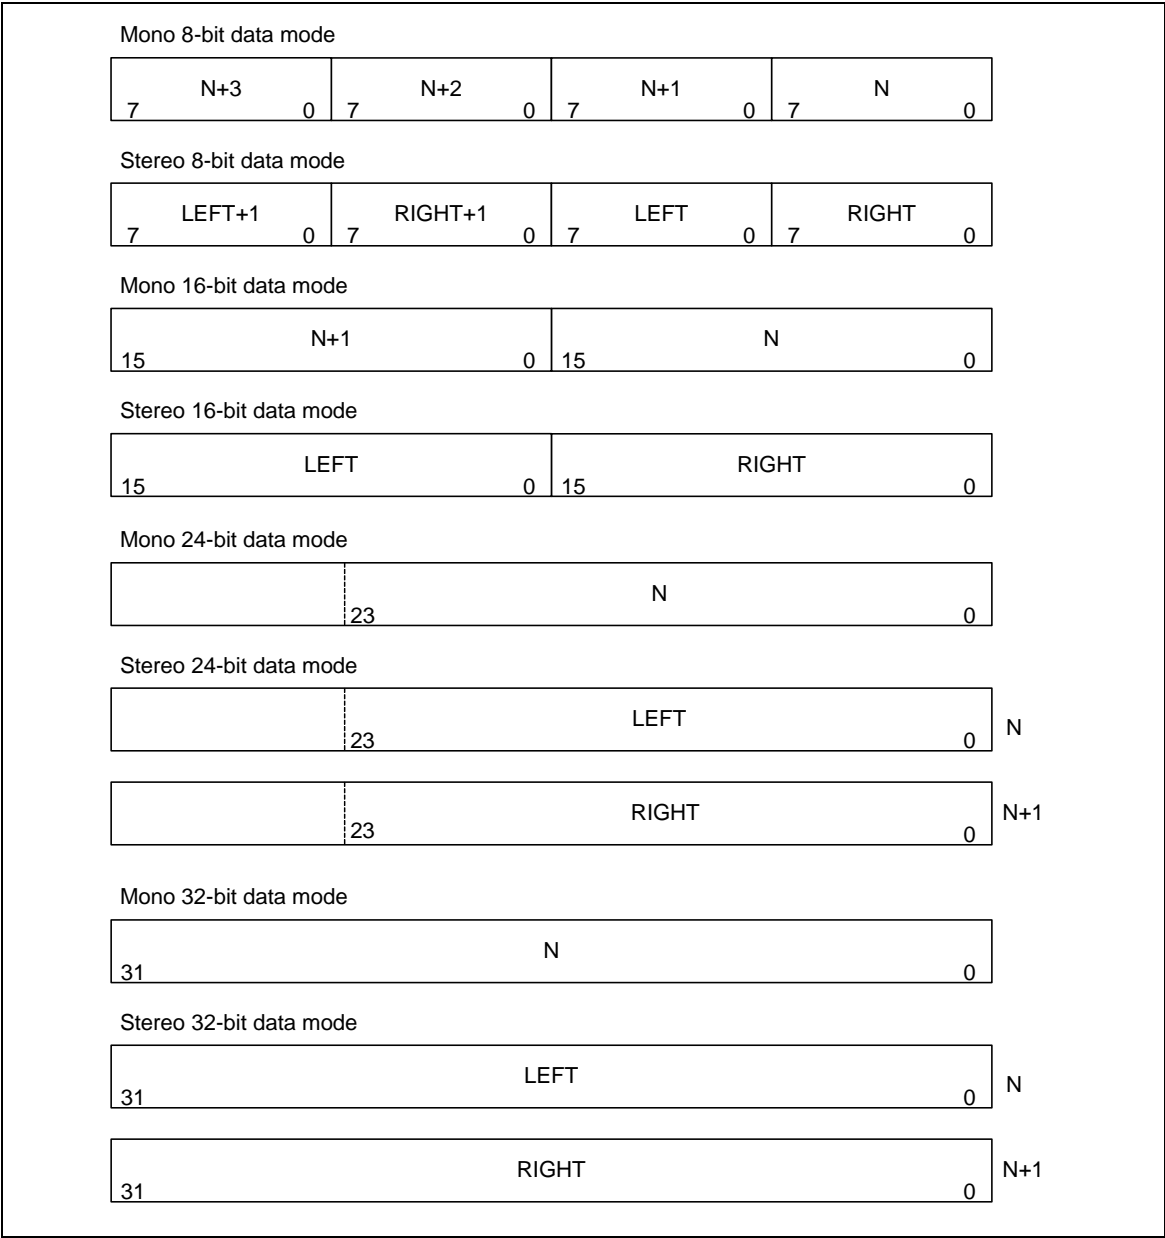 Mono 8-bit data mode
N+3 N+2 N+1 N
7 0 7 0 7 0 7 0
Stereo 8-bit data mode
LEFT+1 RIGHT+1 LEFT RIGHT
7 0 7 0 7 0 7 0
Mono 16-bit data mode
N+1 N
15 0 15 0
Stereo 16-bit data mode
LEFT RIGHT
15 0 15 0
Mono 24-bit data mode
N
23 0
Stereo 24-bit data mode
LEFT
N
23 0
RIGHT N+1
23 0
Mono 32-bit data mode
N
31 0
Stereo 32-bit data mode
LEFT
N
31 0
RIGHT N+1
31 0